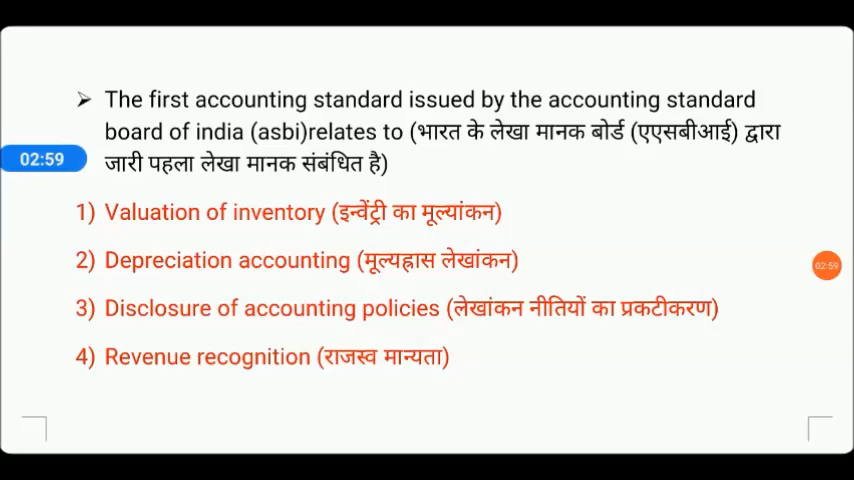 ➢ The first accounting standard issued by the accounting standard
board of india (asbi)relates to (भारत के लेखा मानक बोर्ड (एएसबीआई) द्वारा
02:59
जारी पहला लेखा मानक संबंधित है)
1) Valuation of inventory (इन्वेंट्री का मूल्यांकन)
2) Depreciation accounting (मूल्यह्रास लेखांकन)
02:59
3) Disclosure of accounting policies (लेखांकन नीतियों का प्रकटीकरण)
4) Revenue recognition (राजस्व मान्यता)